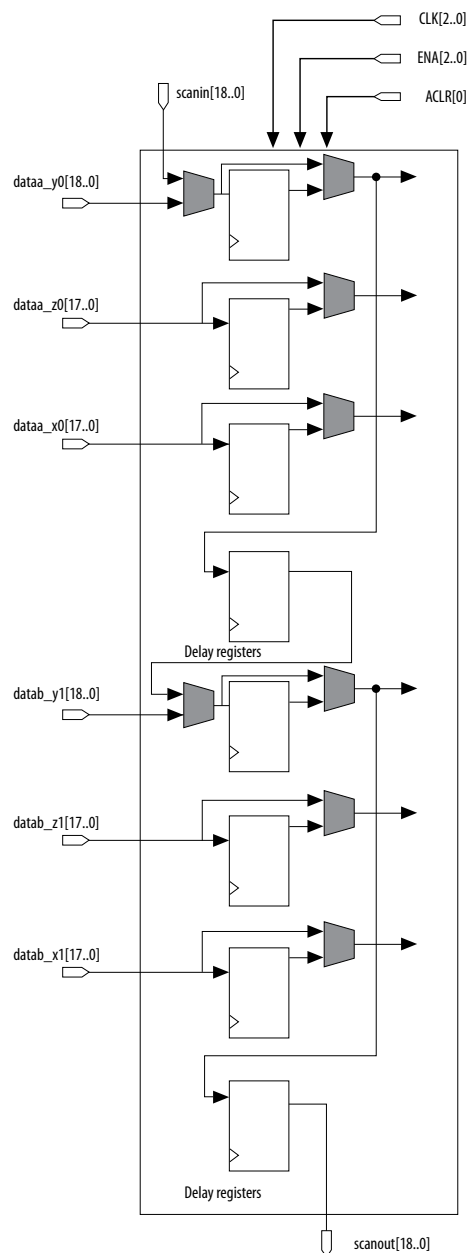 CLK[2..0]
ENA[2..0]
scanin[18..0]
ACLR[0]
dataa_y0[18..0]
dataa_z0[17..0]
dataa_x0[17..0]
Delay registers
datab_y1[18..0]
datab_z1[17..0]
datab_x1[17..0]
Delay registers
scanout[18..0]